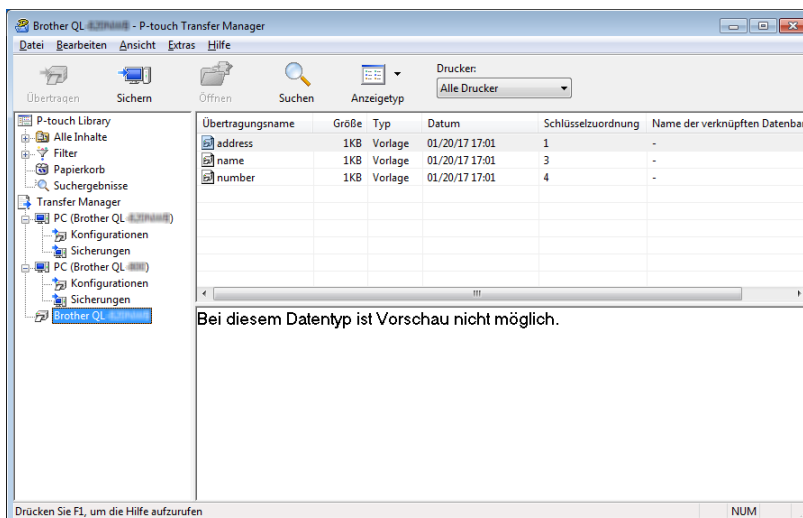 Brother QL - P-touch Transfer Manager
Datei Bearbeiten Ansicht Extras Hilfe
Übertragen Sichern Öffnen Suchen Anzeigetyp
Drucker:
Alle Drucker
P-touch Library
Alle Inhalte
Filter
Papierkorb
Suchergebnisse
Transfer Manager
PC (Brother QL )
Konfigurationen
Sicherungen
PC (Brother QL )
Konfigurationen
Sicherungen
Brother QL
Übertragungsname Größe Typ Datum Schlüsselzuordnung Name der verknüpften Datenba
address 1KB Vorlage 01/20/17 17:01 1 -
name 1KB Vorlage 01/20/17 17:01 3 -
number 1KB Vorlage 01/20/17 17:01 4 -
Bei diesem Datentyp ist Vorschau nicht möglich.
Drücken Sie F1, um die Hilfe aufzurufen NUM